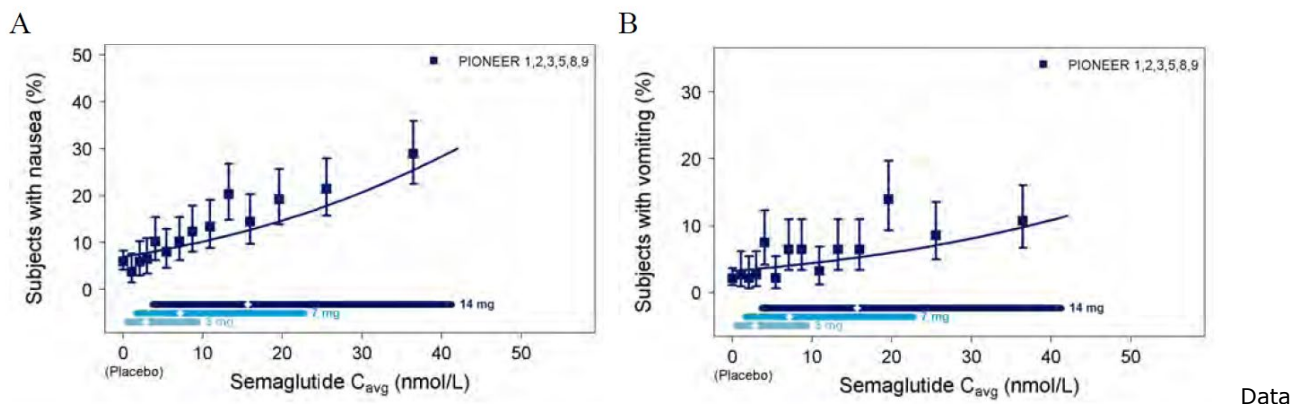 A
50
40
30
20
10
0
Subjects with nausea (%)
PIONEER 1,2,3,5,8,9
14 mg
7 mg
3 mg
0 10 20 30 40 50
(Placebo)
Semaglutide Cavg (nmol/L)
B
30
20
10
0
Subjects with vomiting (%)
PIONEER 1,2,3,5,8,9
14 mg
7 mg
3 mg
0 10 20 30 40 50
(Placebo)
Semaglutide Cavg (nmol/L)
Data